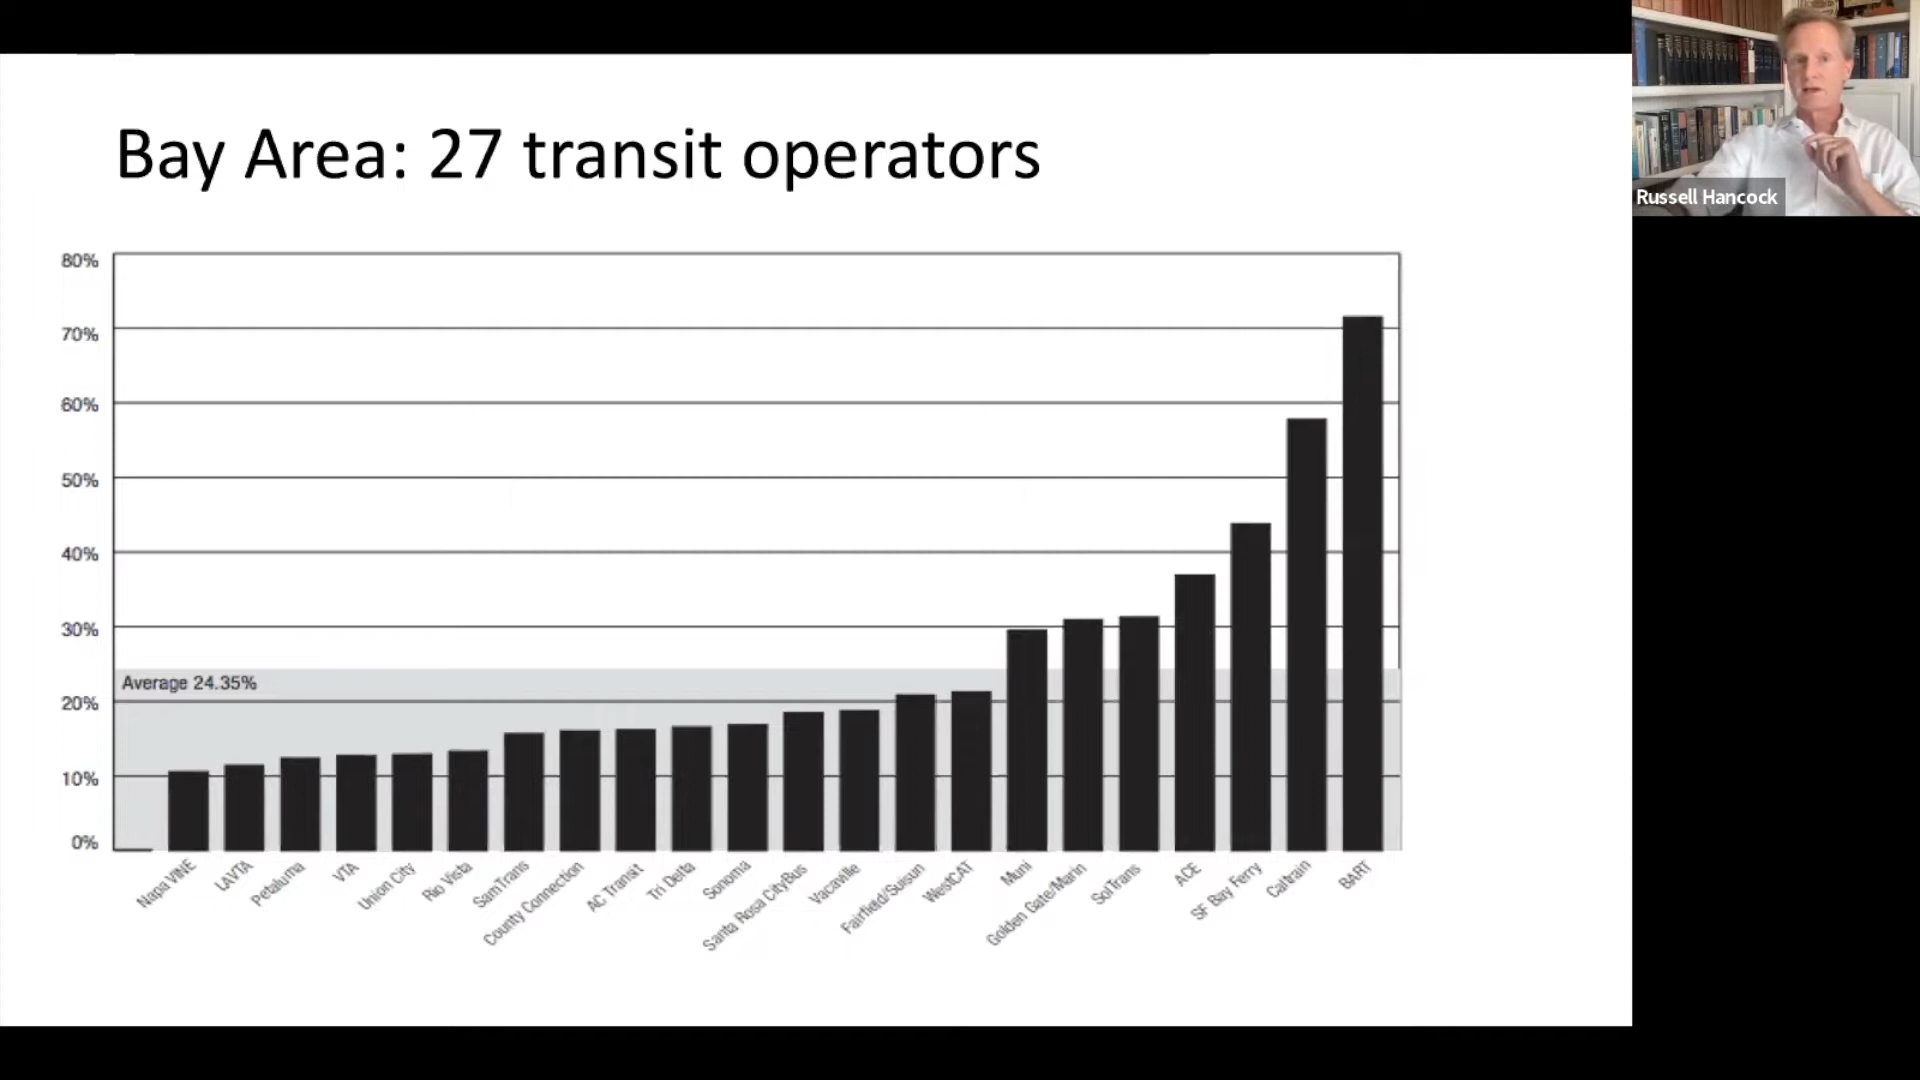 Russell Hancock
Bay Area: 27 transit operators
80%
70%
60%
50%
40%
30%
Average 24.35%
20%
10%
0%
Napa VINE
LAVTA
Petaluma
VTA
Union City
Rio Vista
SamTrans
County Connection
AC Transit
Tri Delta
Sonoma
Santa Rosa CityBus
Vacaville
Fairfield/Suisun
WestCAT
Muni
Golden Gate/Marin
SolTrans
ACE
SF Bay Ferry
Caltrain
BART